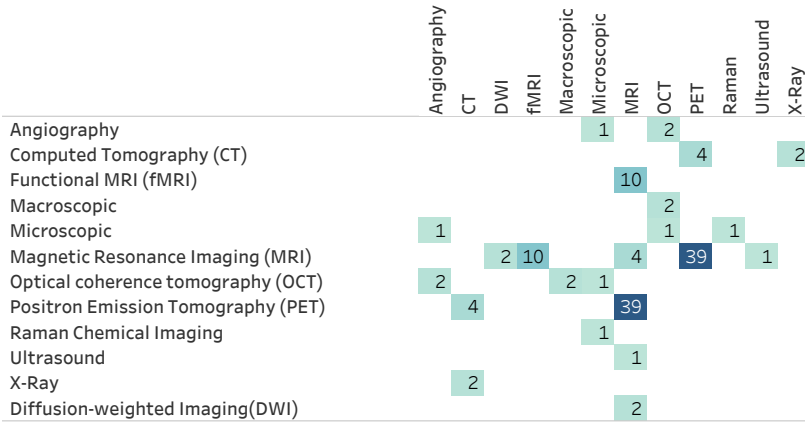 Angiography CT DWI fMRI Macroscopic Microscopic MRI OCT PET Raman Ultrasound X-Ray
Angiography 1 2
Computed Tomography (CT) 4 2
Functional MRI (fMRI) 10
Macroscopic 2
Microscopic 1 1 1
Magnetic Resonance Imaging (MRI) 2 10 4 39 1
Optical coherence tomography (OCT) 2 2 1
Positron Emission Tomography (PET) 4 39
Raman Chemical Imaging 1
Ultrasound 1
X-Ray 2
Diffusion-weighted Imaging(DWI) 2